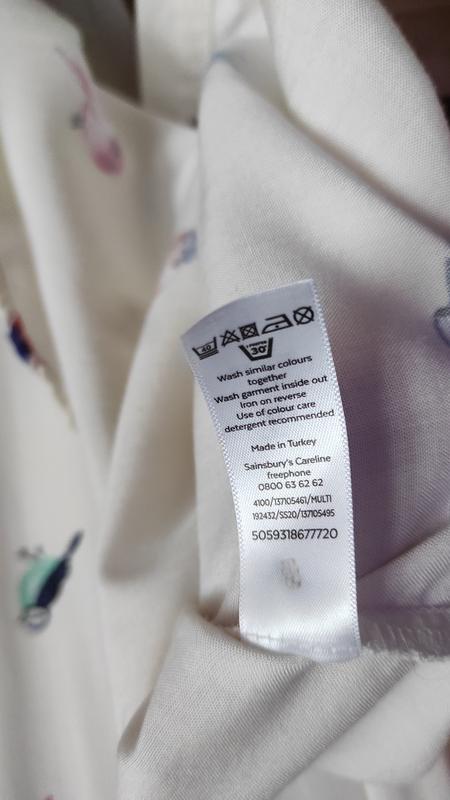 40
I PREFER
30°
Wash similar colours
together
Wash garment inside out
Iron on reverse
Use of colour care
detergent recommended
Made in Turkey
Sainsbury's Careline
freephone
0800 63 62 62
4100/137105461/MULTI
192432/SS20/137105495
5059318677720